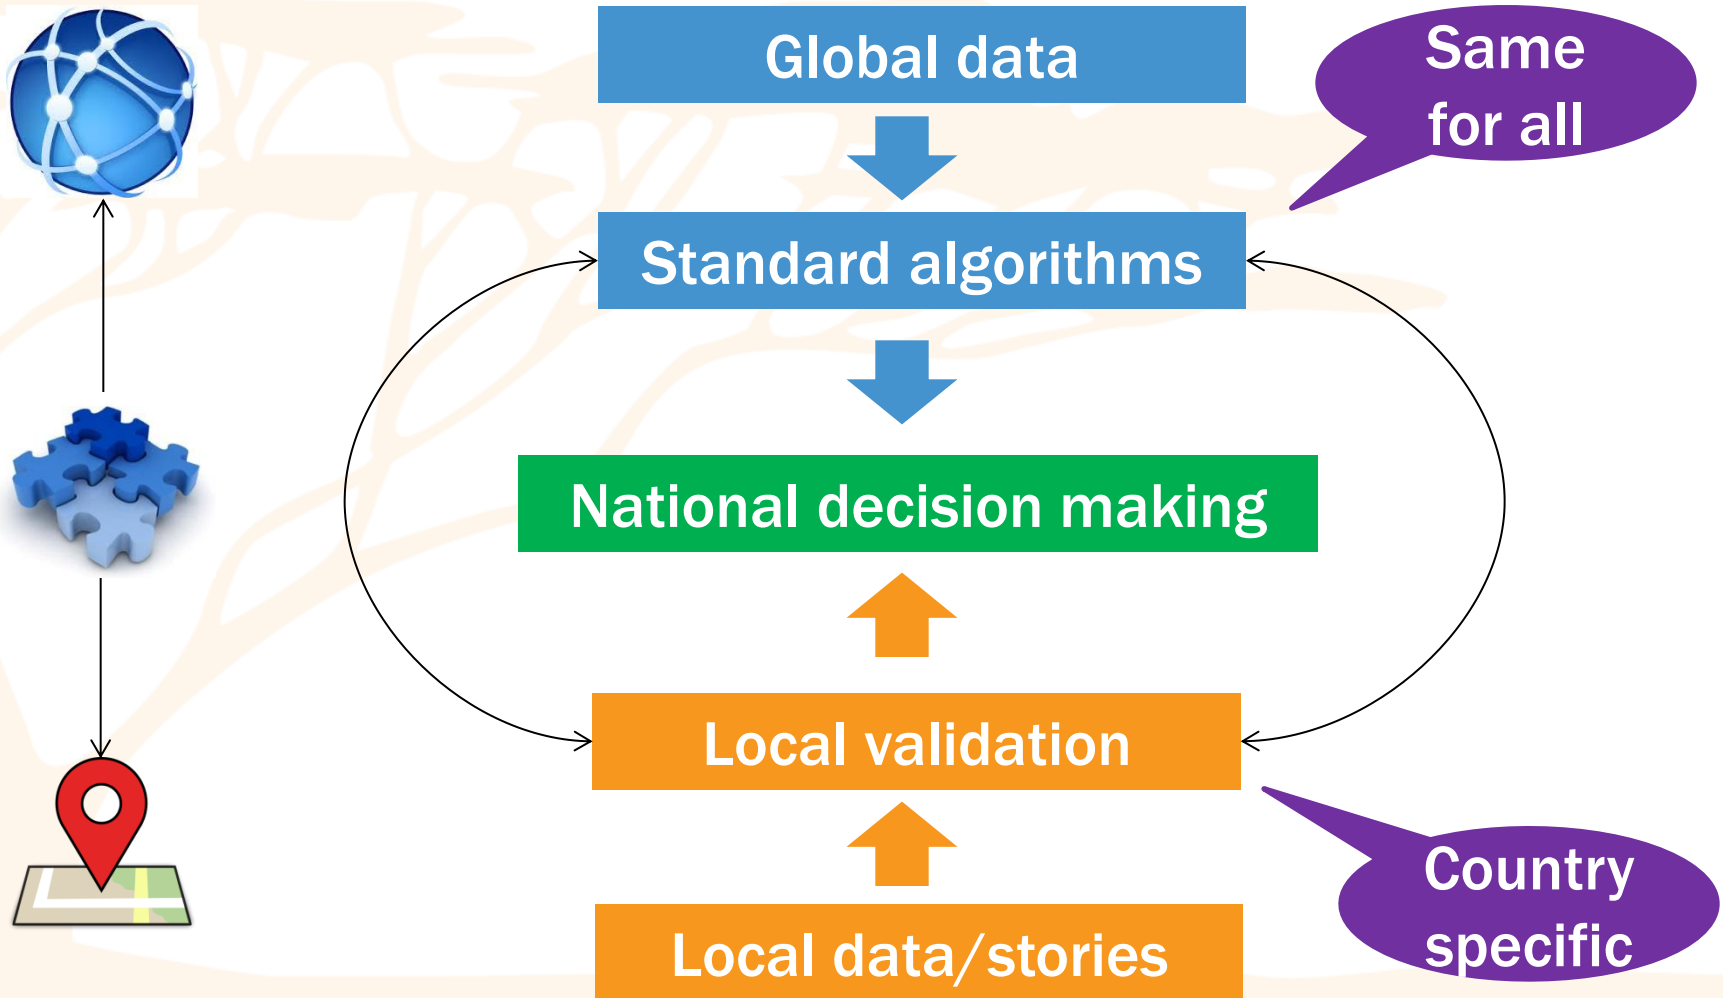 Global data
Same
for all
Standard algorithms
National decision making
Local validation
Country
specific
Local data/stories